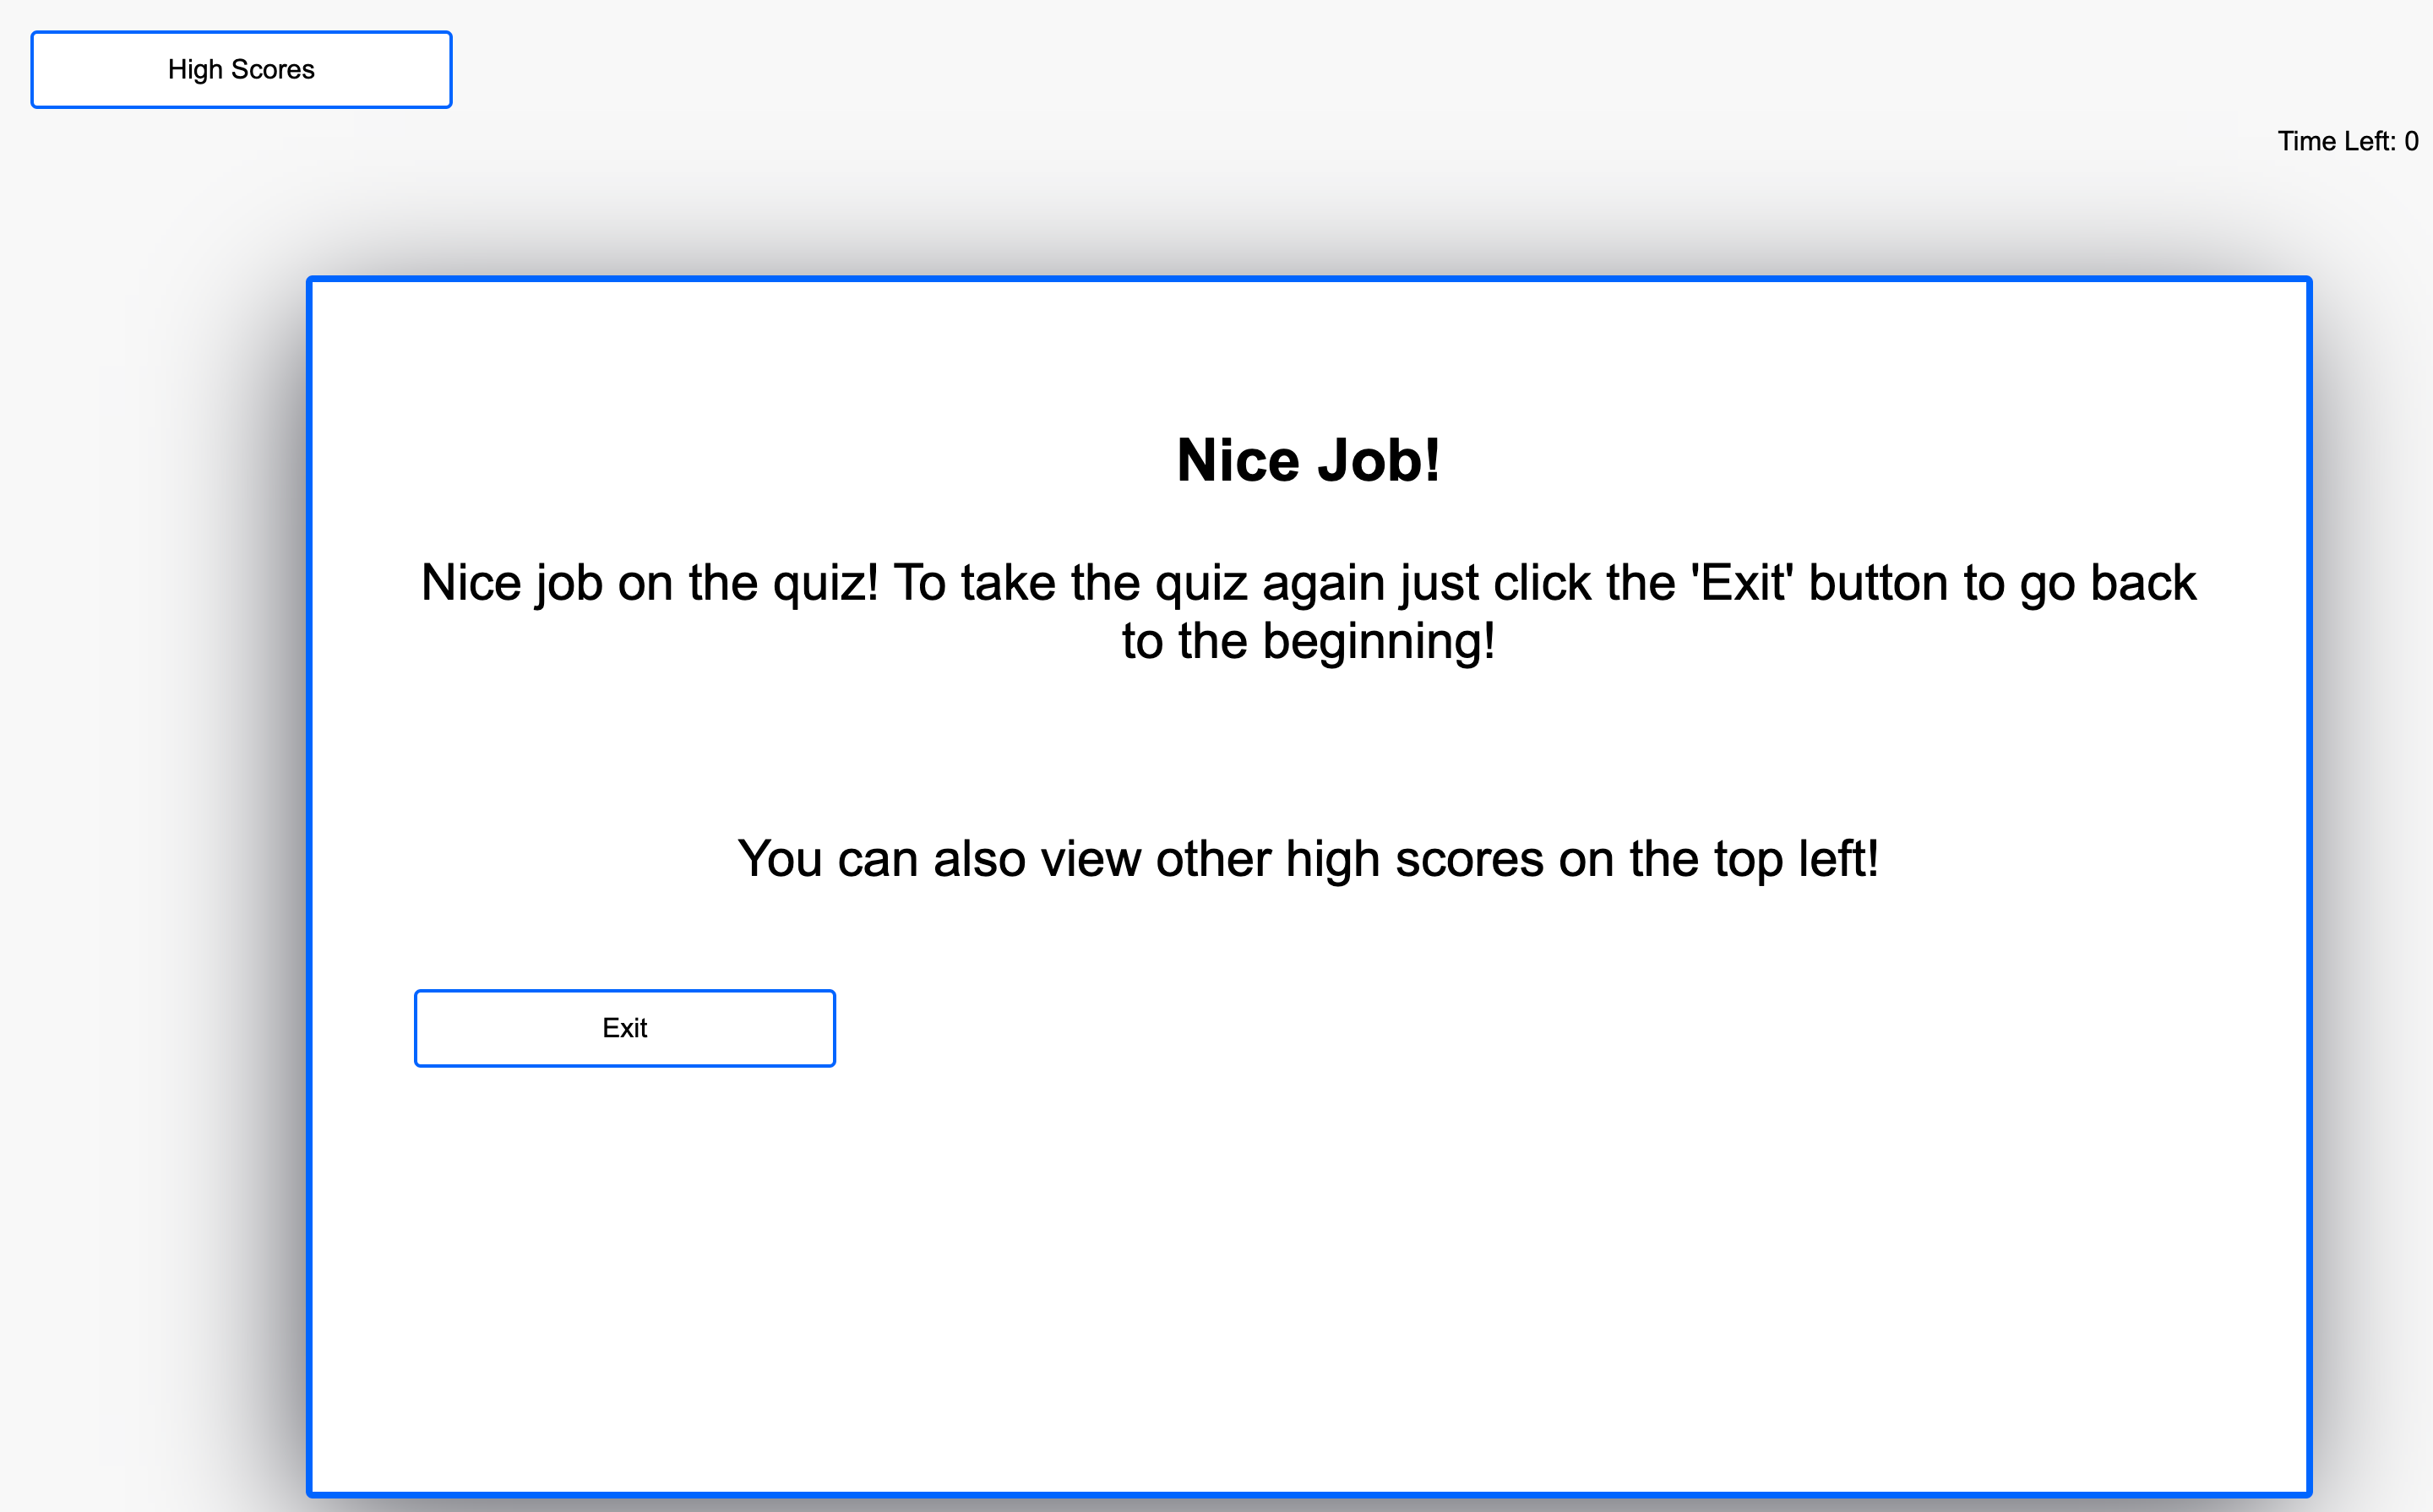 High Scores
Time Left: 0
Nice Job!
Nice job on the quiz! To take the quiz again just click the 'Exit' button to go back
to the beginning!
You can also view other high scores on the top left!
Exit